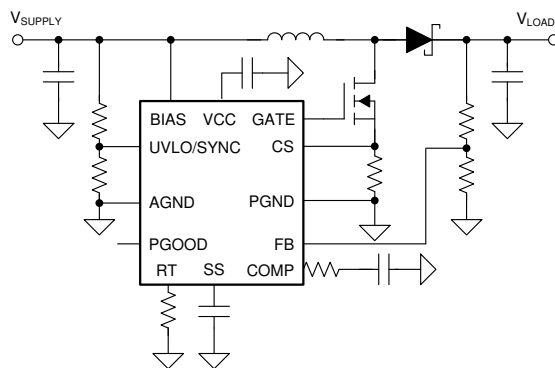 VSUPPLY VLOAD
BIAS VCC GATE
UVLO/SYNC CS
AGND PGND
PGOOD FB
RT SS COMP